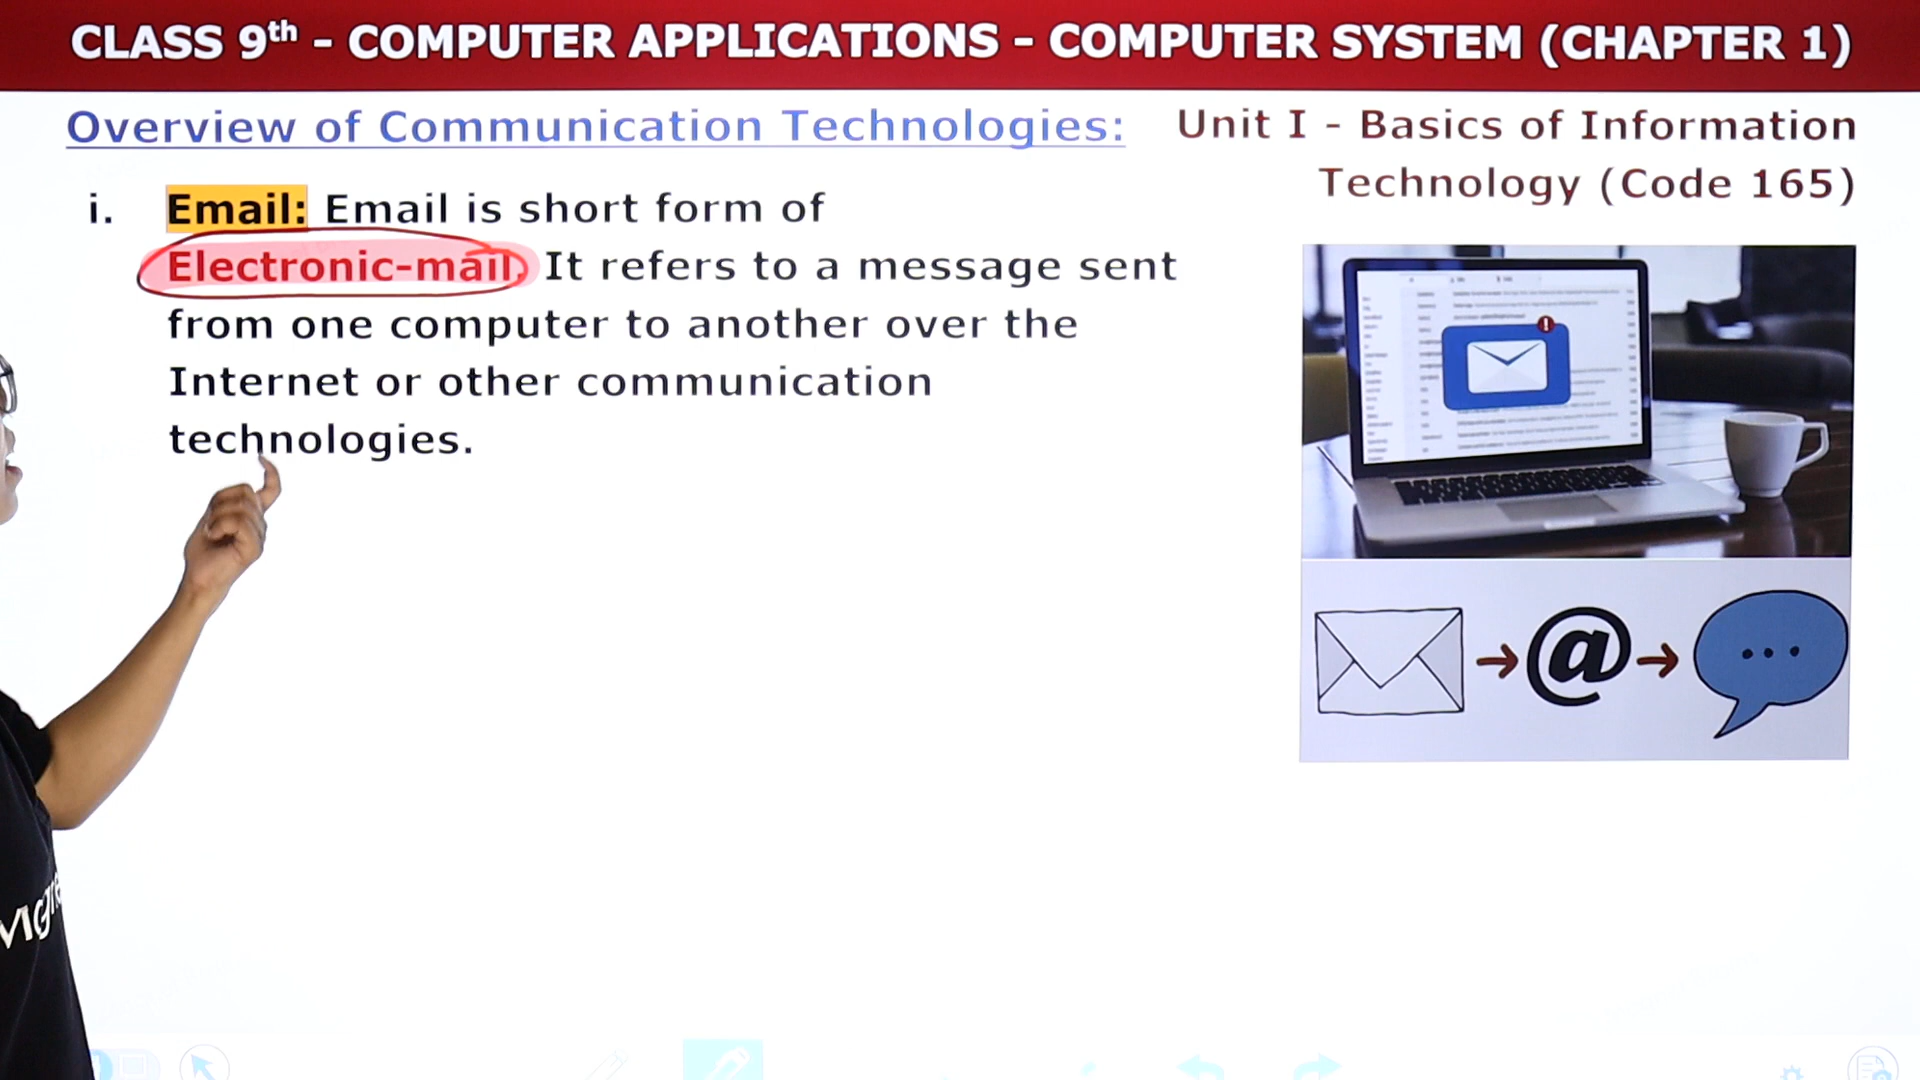 CLASS 9th - COMPUTER APPLICATIONS - COMPUTER SYSTEM (CHAPTER 1)
Overview of Communication Technologies:
Unit I - Basics of Information
Technology (Code 165)
i. Email: Email is short form of
Electronic-mail. It refers to a message sent
from one computer to another over the
Internet or other communication
technologies.
@